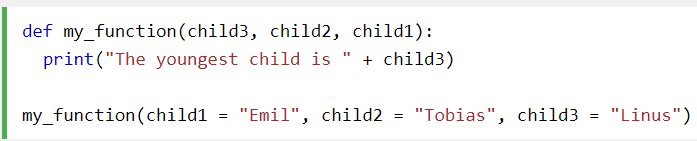 def my_function(child3, child2, child1):
  print("The youngest child is " + child3)

my_function(child1 = "Emil", child2 = "Tobias", child3 = "Linus")